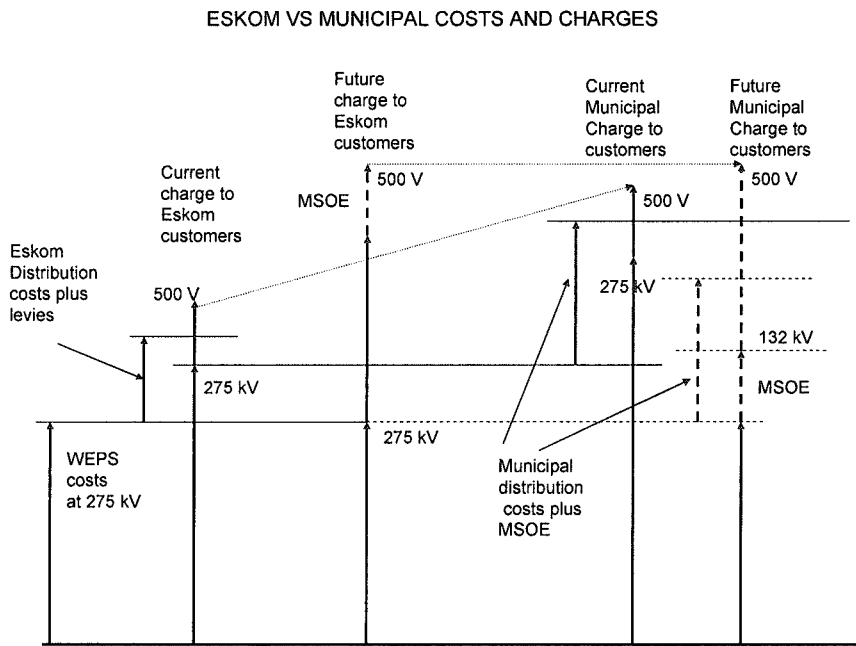 ESKOM VS MUNICIPAL COSTS AND CHARGES
Future
charge to
Eskom
customers
Current
Municipal
Charge to
customers
Future
Municipal
Charge to
customers
Current
charge to
Eskom
customers
500 V
MSOE
500 V
500 V
Eskom
Distribution
costs plus
levies
500 V
275 kV
132 kV
275 kV
MSOE
275 kV
WEPS
costs
at 275 kV
Municipal
distribution
costs plus
MSOE